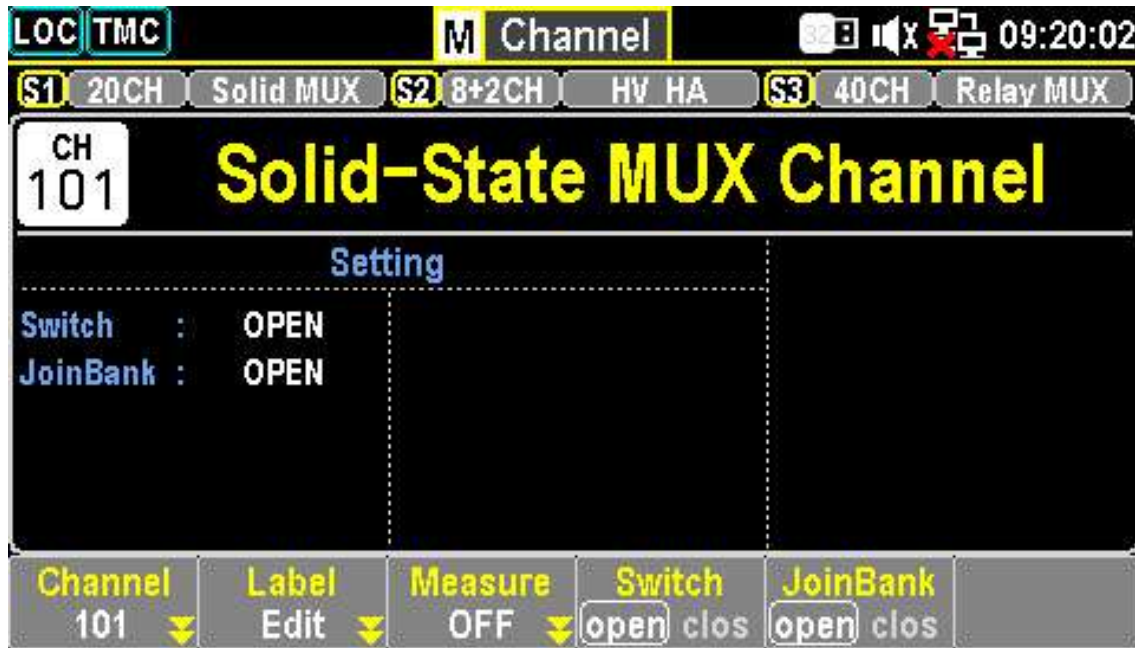 LOC TMC M Channel 32 X 09:20:02
S1 20CH Solid MUX S2 8+2CH HV HA S3 40CH Relay MUX
CH
101
Solid-State MUX Channel
Setting
Switch : OPEN
JoinBank : OPEN
Channel Label Measure Switch JoinBank
101 Edit OFF open clos open clos